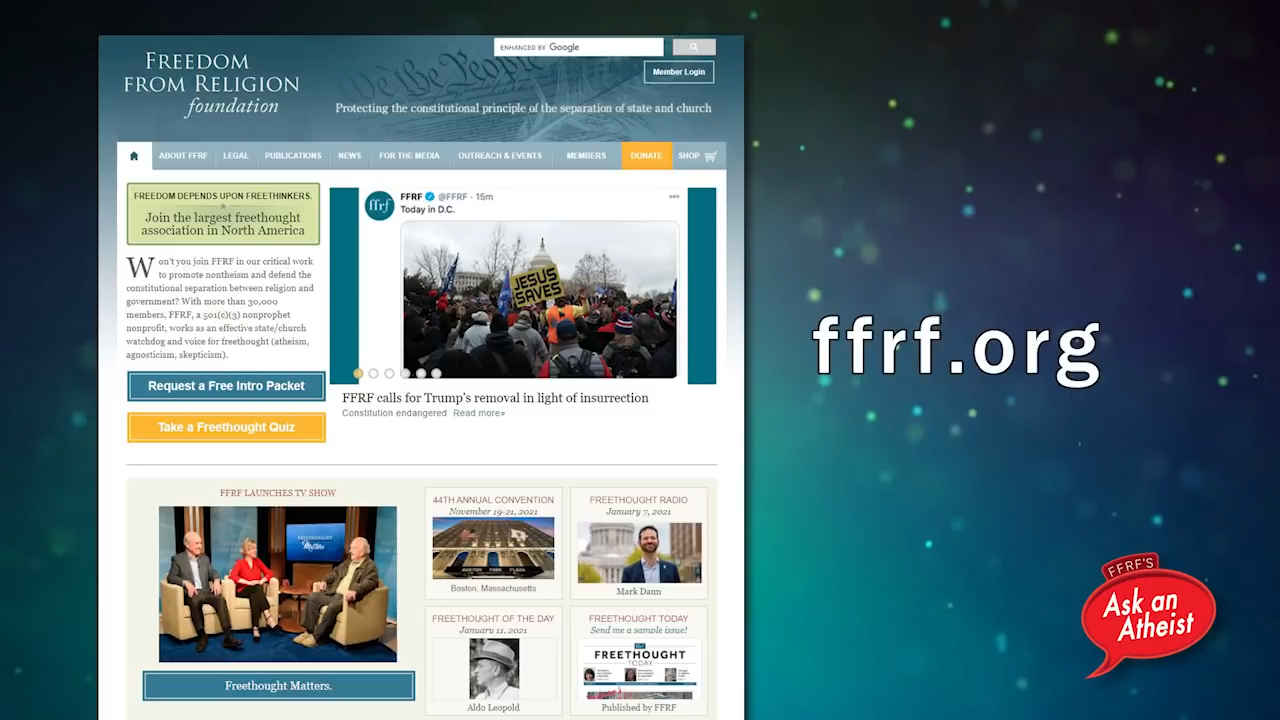 ENHANCED BY Google
FREEDOM
FROM RELIGION
foundation
We the People
Member Login
Protecting the constitutional principle of the separation of state and church
ABOUT FFRF LEGAL PUBLICATIONS NEWS FOR THE MEDIA OUTREACH & EVENTS MEMBERS DONATE SHOP
FREEDOM DEPENDS UPON FREETHINKERS.
Join the largest freethought
association in North America
Won't you join FFRF in our critical work
to promote nontheism and defend the
constitutional separation between religion and
government? With more than 30,000
members, FFRF, a 501(c)(3) nonprophet
nonprofit, works as an effective state/church
watchdog and voice for freethought (atheism,
agnosticism, skepticism).
Request a Free Intro Packet
Take a Freethought Quiz
ffrf
FFRF @FFRF · 15m
Today in D.C.
JESUS
SAVES
FFRF calls for Trump's removal in light of insurrection
Constitution endangered Read more»
ffrf.org
FFRF LAUNCHES TV SHOW
FREETHOUGHT
Matters
Freethought Matters.
44TH ANNUAL CONVENTION
November 19-21, 2021
Boston, Massachusetts
FREETHOUGHT RADIO
January 7, 2021
Mark Dann
FREETHOUGHT OF THE DAY
January 11, 2021
Aldo Leopold
FREETHOUGHT TODAY
Send me a sample issue!
ffrf
FREETHOUGHT
TODAY
Published by FFRF
FFRF'S
Ask an
Atheist